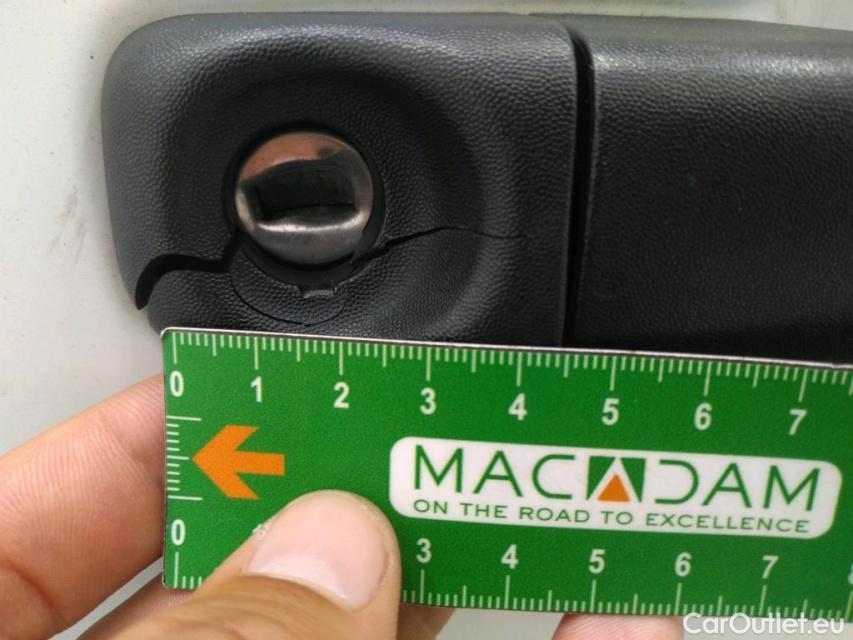 0 1 2 3 4 5 6 7
MACADAM
ON THE ROAD TO EXCELLENCE
0 3 4 5 6 7
CarOutlet.eu